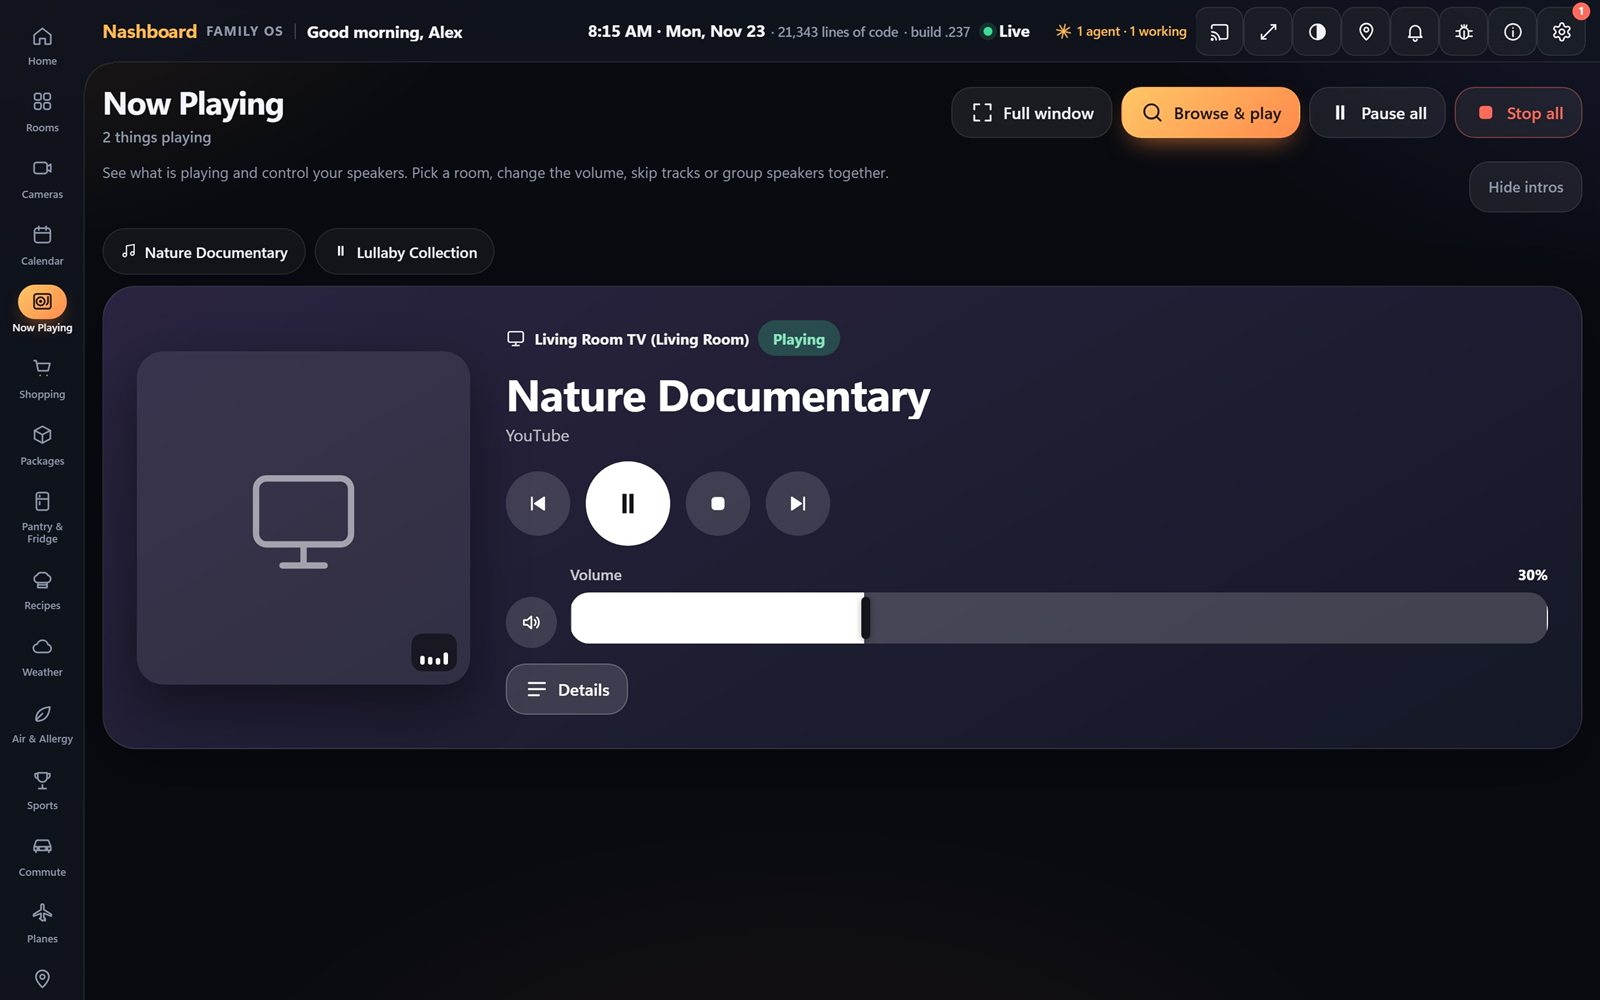 Nashboard FAMILY OS Good morning, Alex
8:15 AM · Mon, Nov 23 · 21,343 lines of code · build .237 Live
1 agent · 1 working
1
Home
Rooms
Cameras
Calendar
Now Playing
Shopping
Packages
Pantry &
Fridge
Recipes
Weather
Air & Allergy
Sports
Commute
Planes
Now Playing
2 things playing
Full window
Browse & play
Pause all
Stop all
See what is playing and control your speakers. Pick a room, change the volume, skip tracks or group speakers together.
Hide intros
Nature Documentary
Lullaby Collection
Living Room TV (Living Room) Playing
Nature Documentary
YouTube
Volume 30%
Details